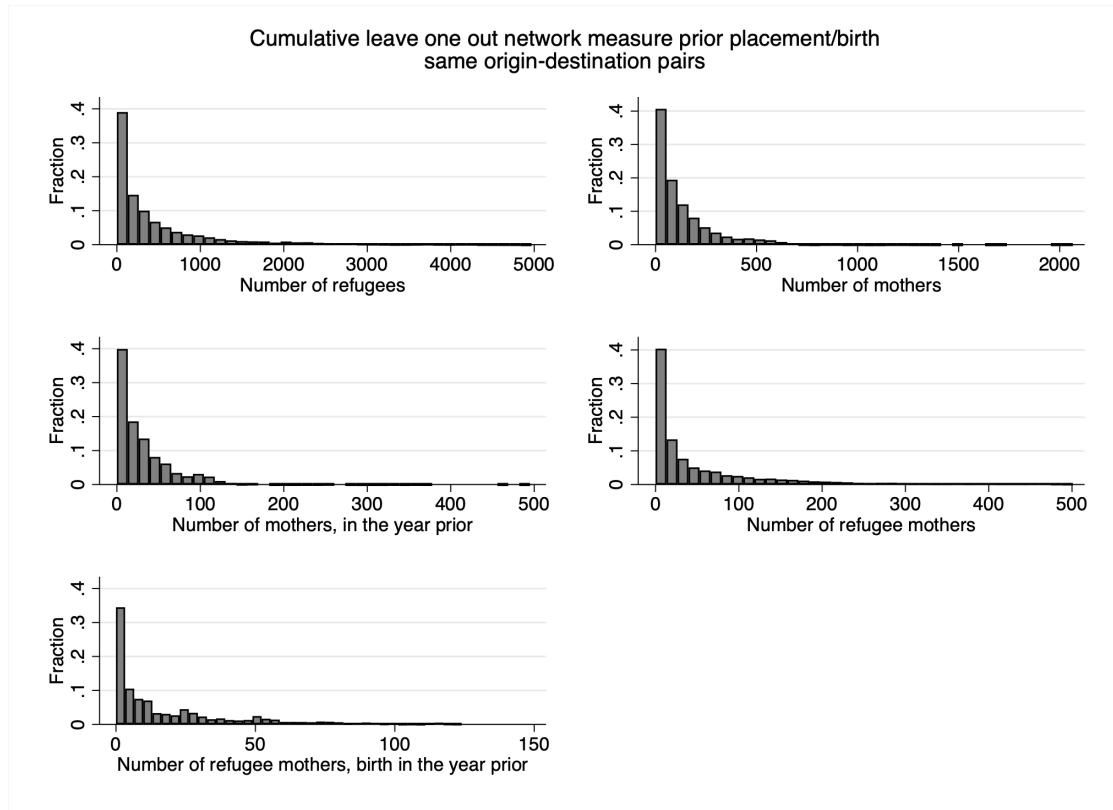 Cumulative leave one out network measure prior placement/birth
same origin-destination pairs
Fraction
0 .1 .2 .3 .4
0 1000 2000 3000 4000 5000
Number of refugees
Fraction
0 .1 .2 .3 .4
0 500 1000 1500 2000
Number of mothers
Fraction
0 .1 .2 .3 .4
0 100 200 300 400 500
Number of mothers, in the year prior
Fraction
0 .1 .2 .3 .4
0 100 200 300 400 500
Number of refugee mothers
Fraction
0 .1 .2 .3 .4
0 50 100 150
Number of refugee mothers, birth in the year prior